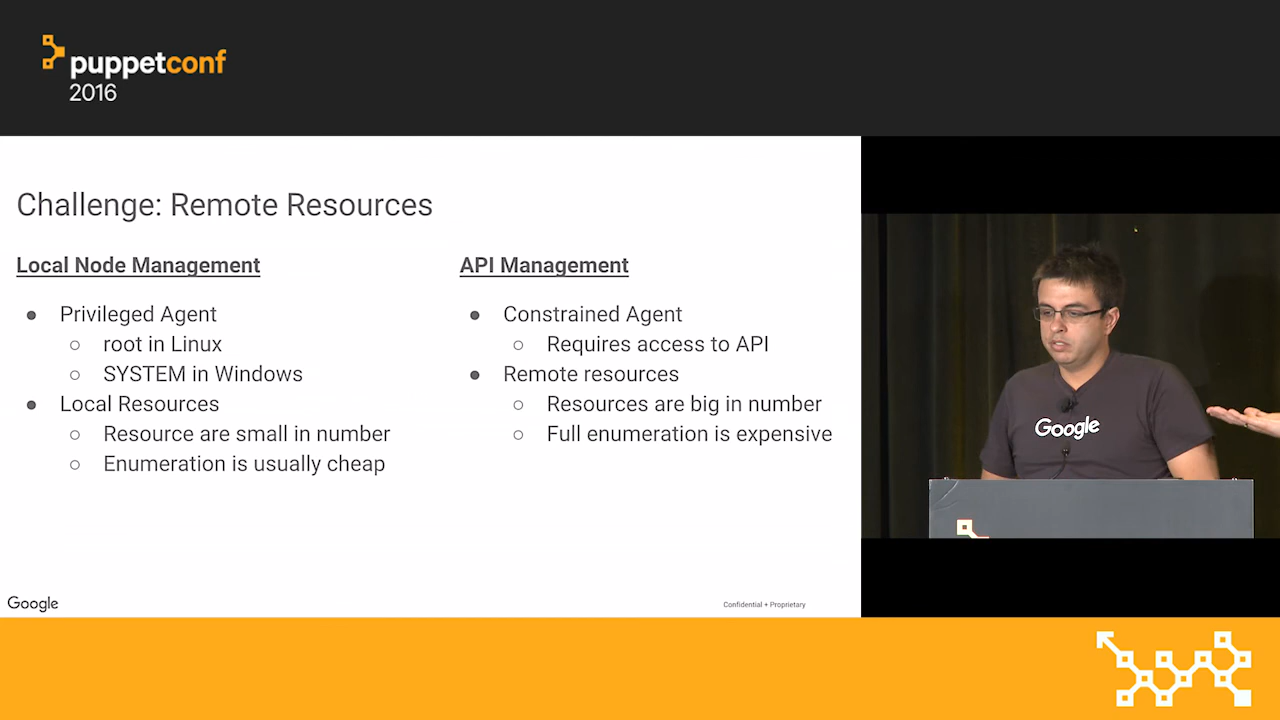 puppetconf
2016
Challenge: Remote Resources
Local Node Management
Privileged Agent
root in Linux
SYSTEM in Windows
Local Resources
Resource are small in number
Enumeration is usually cheap
API Management
Constrained Agent
Requires access to API
Remote resources
Resources are big in number
Full enumeration is expensive
Google
Confidential + Proprietary
Google